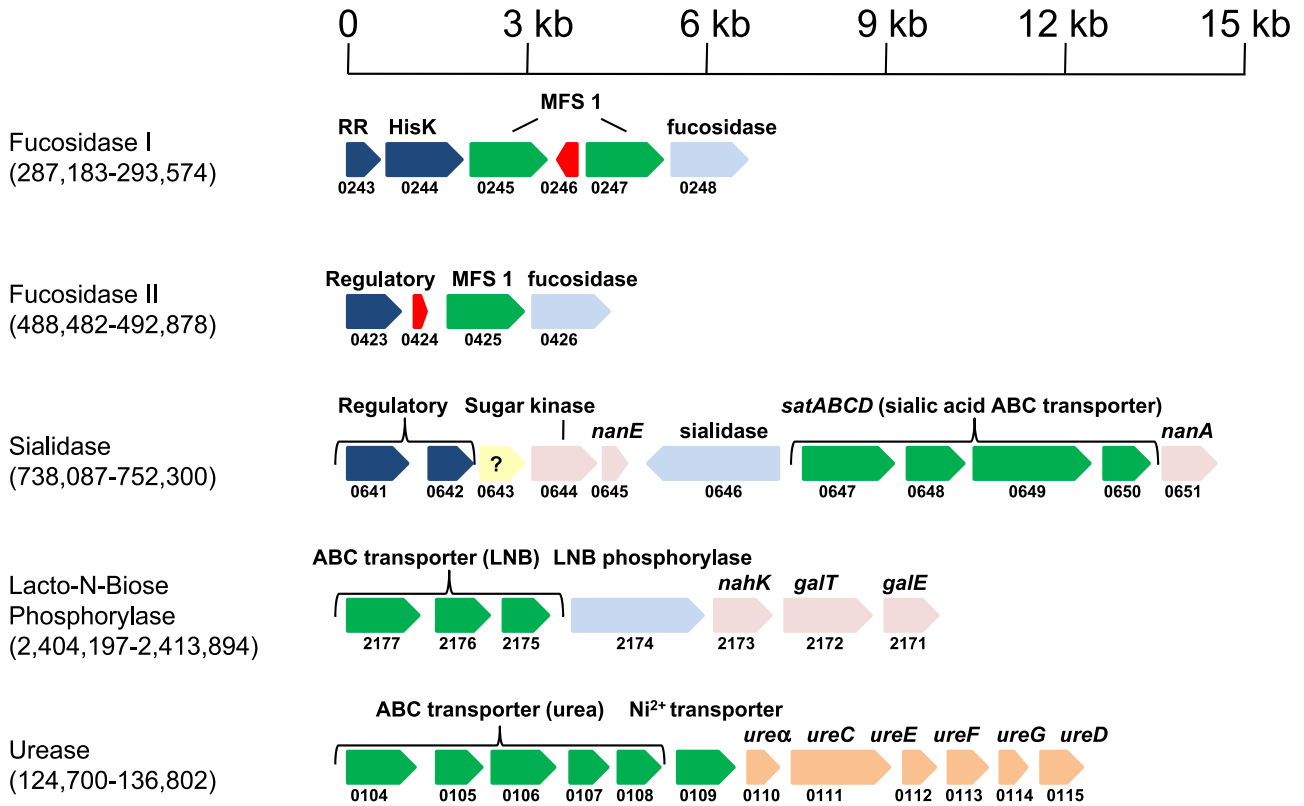 0 3 kb 6 kb 9 kb 12 kb 15 kb
MFS 1
RR HisK fucosidase
Fucosidase I
(287,183-293,574)
0243 0244 0245 0246 0247 0248
Regulatory MFS 1 fucosidase
Fucosidase II
(488,482-492,878)
0423 0424 0425 0426
Regulatory Sugar kinase satABCD (sialic acid ABC transporter)
nanE sialidase nanA
Sialidase
(738,087-752,300)
?
0641 0642 0643 0644 0645 0646 0647 0648 0649 0650 0651
ABC transporter (LNB) LNB phosphorylase
nahK galT galE
Lacto-N-Biose
Phosphorylase
(2,404,197-2,413,894)
2177 2176 2175 2174 2173 2172 2171
ABC transporter (urea) Ni²⁺ transporter
ureα ureC ureE ureF ureG ureD
Urease
(124,700-136,802)
0104 0105 0106 0107 0108 0109 0110 0111 0112 0113 0114 0115